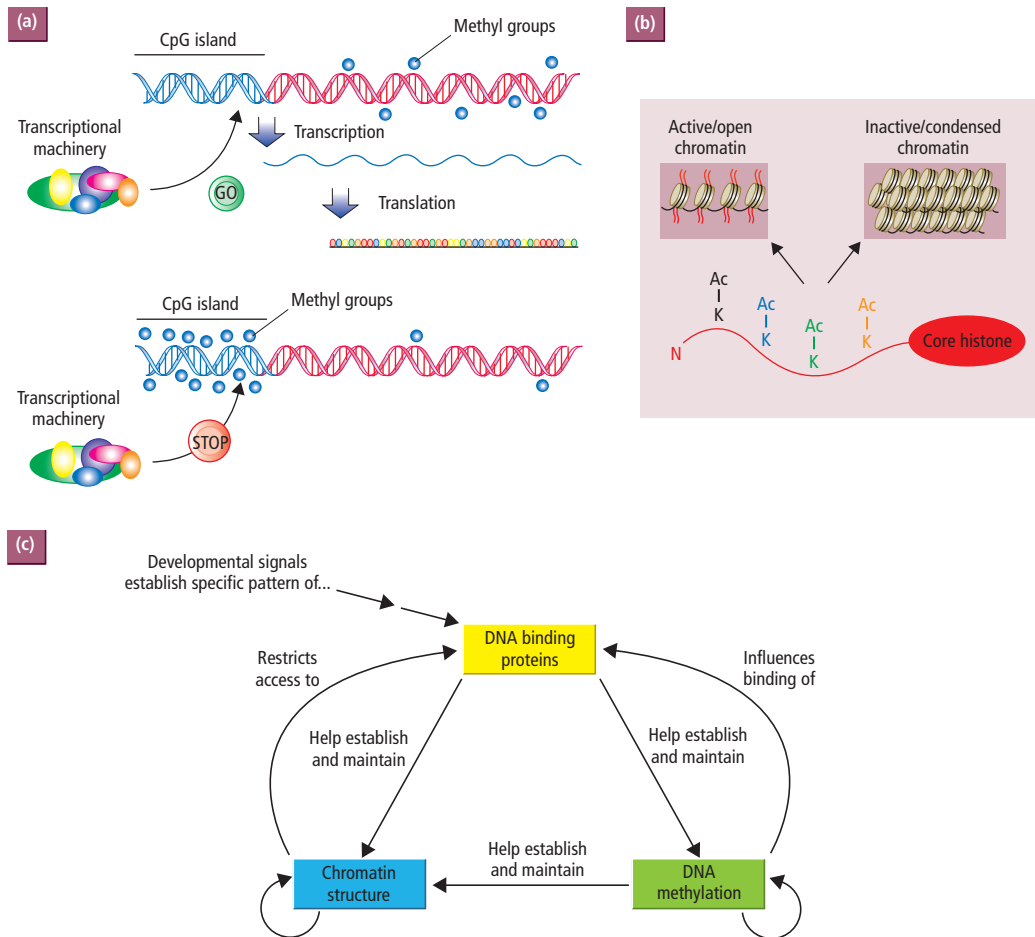 (a)
CpG island
Methyl groups
Transcriptional
machinery
Transcription
GO
Translation
CpG island
Methyl groups
Transcriptional
machinery
STOP
(b)
Active/open
chromatin
Inactive/condensed
chromatin
Ac
K
Ac
K
Ac
K
Ac
K
N
Core histone
(c)
Developmental signals
establish specific pattern of...
DNA binding
proteins
Restricts
access to
Influences
binding of
Help establish
and maintain
Help establish
and maintain
Help establish
and maintain
Chromatin
structure
DNA
methylation